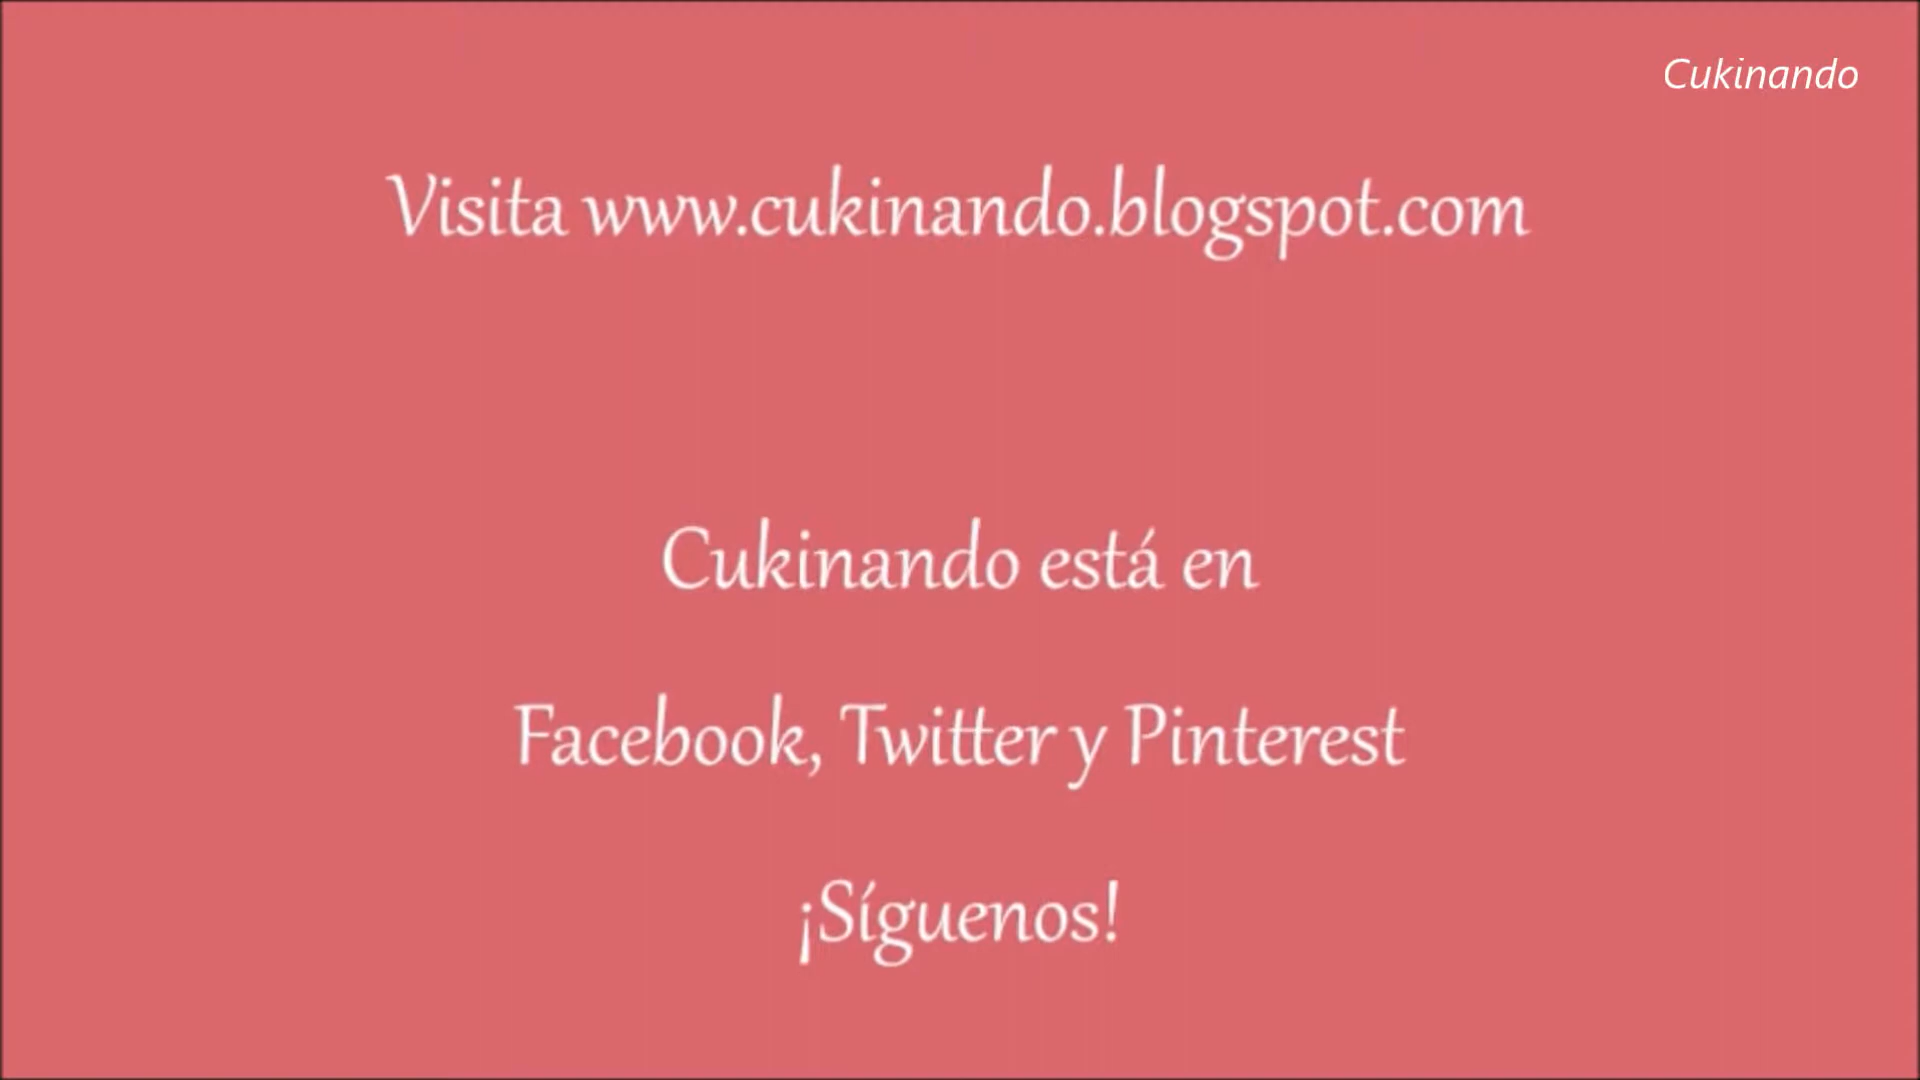 Cukinando
Visita www.cukinando.blogspot.com
Cukinando está en
Facebook, Twitter y Pinterest
¡Síguenos!